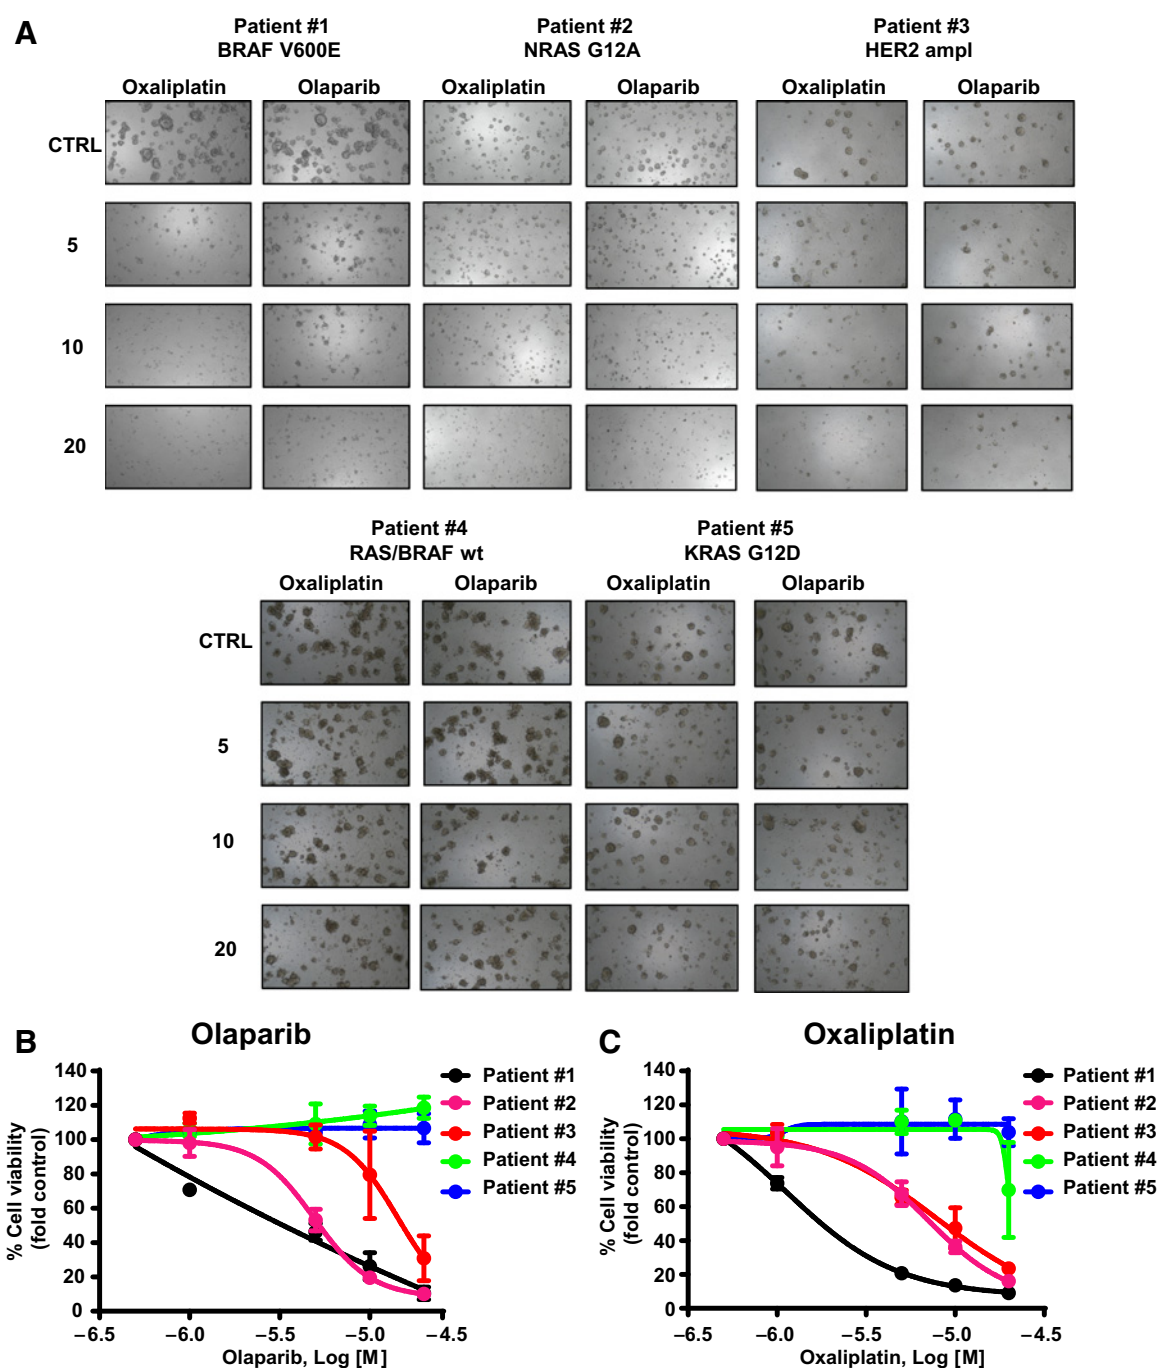 A
Patient #1
BRAF V600E
Patient #2
NRAS G12A
Patient #3
HER2 ampl
Oxaliplatin Olaparib Oxaliplatin Olaparib Oxaliplatin Olaparib
CTRL
5
10
20
Patient #4
RAS/BRAF wt
Patient #5
KRAS G12D
Oxaliplatin Olaparib Oxaliplatin Olaparib
CTRL
5
10
20
B
Olaparib
% Cell viability
(fold control)
140
120
100
80
60
40
20
0
−6.5 −6.0 −5.5 −5.0 −4.5
Olaparib, Log [M]
Patient #1
Patient #2
Patient #3
Patient #4
Patient #5
C
Oxaliplatin
% Cell viability
(fold control)
140
120
100
80
60
40
20
0
−6.5 −6.0 −5.5 −5.0 −4.5
Oxaliplatin, Log [M]
Patient #1
Patient #2
Patient #3
Patient #4
Patient #5